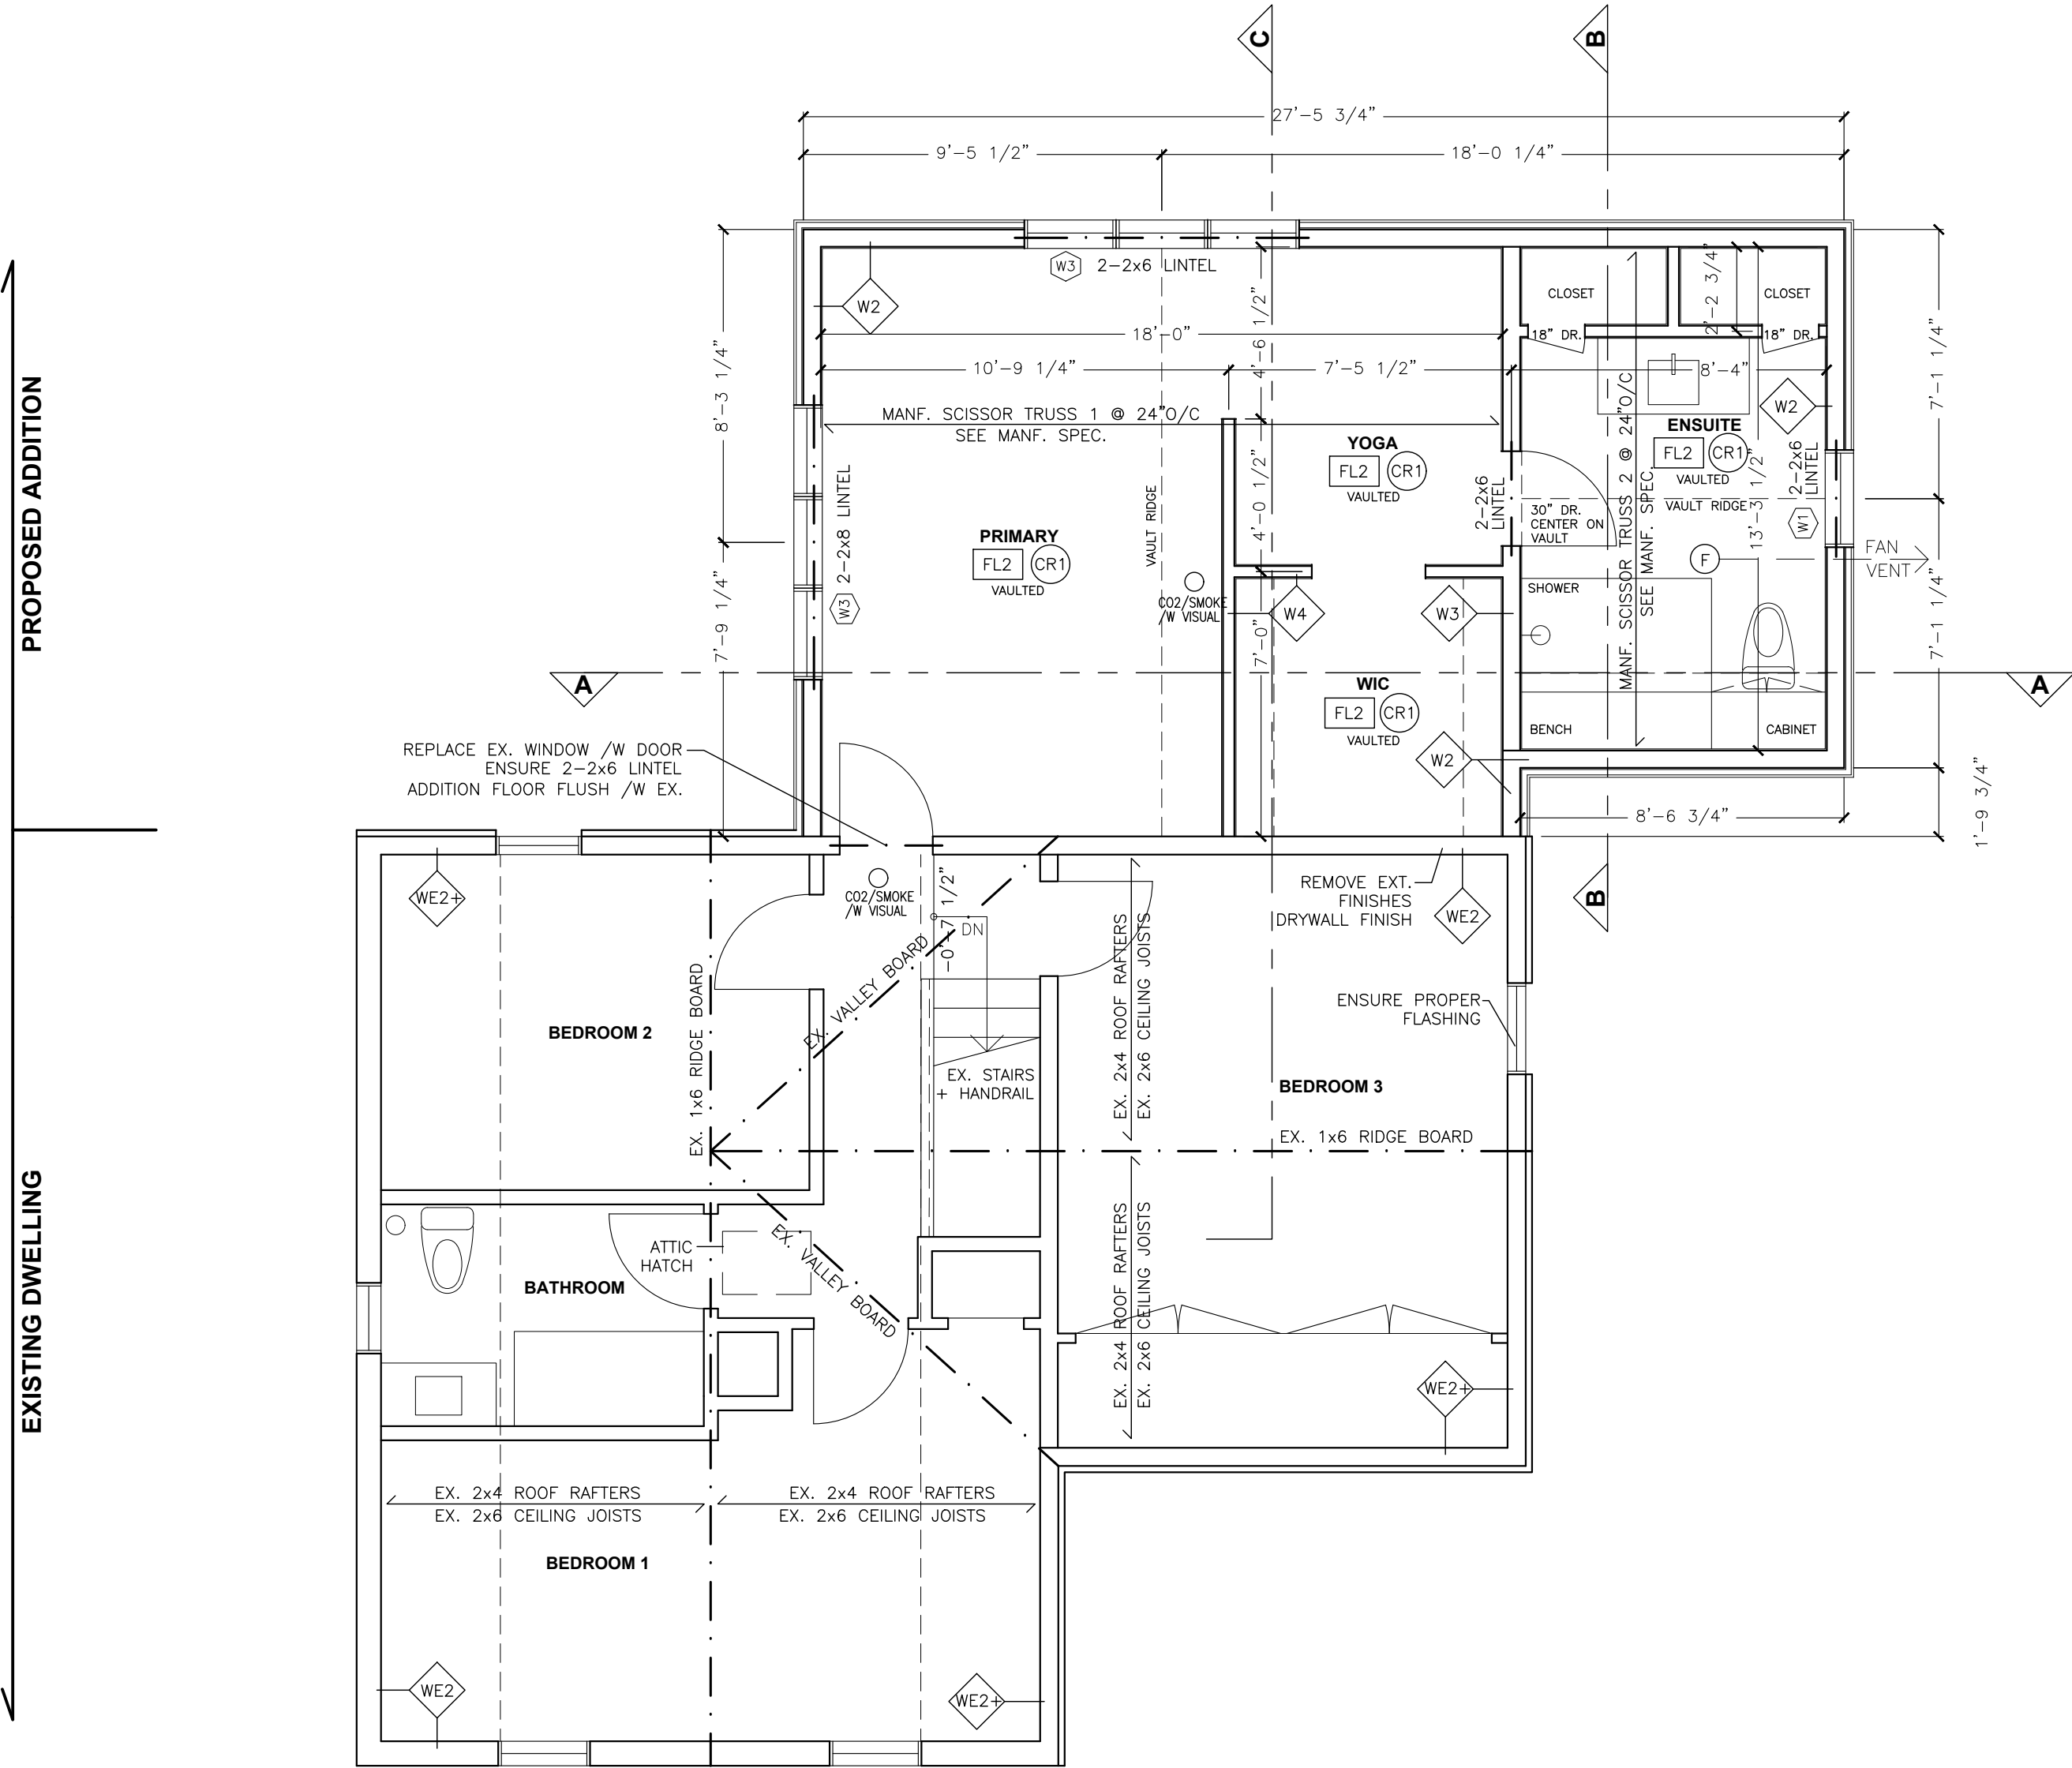 C
B
27'-5 3/4"
9'-5 1/2"
18'-0 1/4"
W3
2-2x6 LINTEL
W2
CLOSET
CLOSET
2'-2 3/4"
18" DR.
18" DR.
18'-0"
4'-6 1/2"
10'-9 1/4"
7'-5 1/2"
8'-4"
8'-3 1/4"
7'-1 1/4"
W2
MANF. SCISSOR TRUSS 1 @ 24"O/C
SEE MANF. SPEC.
YOGA
FL2
CR1
VAULTED
ENSUITE
FL2
CR1
VAULTED
VAULT RIDGE
MANF. SCISSOR TRUSS 2 @ 24"O/C
SEE MANF. SPEC.
13'-3 1/2"
2-2x6
LINTEL
W1
2-2x6
LINTEL
30" DR.
CENTER ON
VAULT
2-2x8 LINTEL
W3
PRIMARY
FL2
CR1
VAULTED
VAULT RIDGE
4'-0 1/2"
CO2/SMOKE
/W VISUAL
F
FAN
VENT
SHOWER
W4
W3
7'-9 1/4"
7'-0"
7'-1 1/4"
PROPOSED ADDITION
A
A
WIC
FL2
CR1
VAULTED
BENCH
CABINET
W2
REPLACE EX. WINDOW /W DOOR
ENSURE 2-2x6 LINTEL
ADDITION FLOOR FLUSH /W EX.
8'-6 3/4"
1'-9 3/4"
WE2+
CO2/SMOKE
/W VISUAL
-0'-7 1/2"
DN
REMOVE EXT.
FINISHES
DRYWALL FINISH
WE2
B
EX. VALLEY BOARD
EX. 1x6 RIDGE BOARD
EX. 2x4 ROOF RAFTERS
EX. 2x6 CEILING JOISTS
ENSURE PROPER
FLASHING
BEDROOM 2
EX. STAIRS
+ HANDRAIL
BEDROOM 3
EX. 1x6 RIDGE BOARD
EXISTING DWELLING
ATTIC
HATCH
BATHROOM
EX. VALLEY BOARD
EX. 2x4 ROOF RAFTERS
EX. 2x6 CEILING JOISTS
WE2+
EX. 2x4 ROOF RAFTERS
EX. 2x6 CEILING JOISTS
EX. 2x4 ROOF RAFTERS
EX. 2x6 CEILING JOISTS
BEDROOM 1
WE2
WE2+